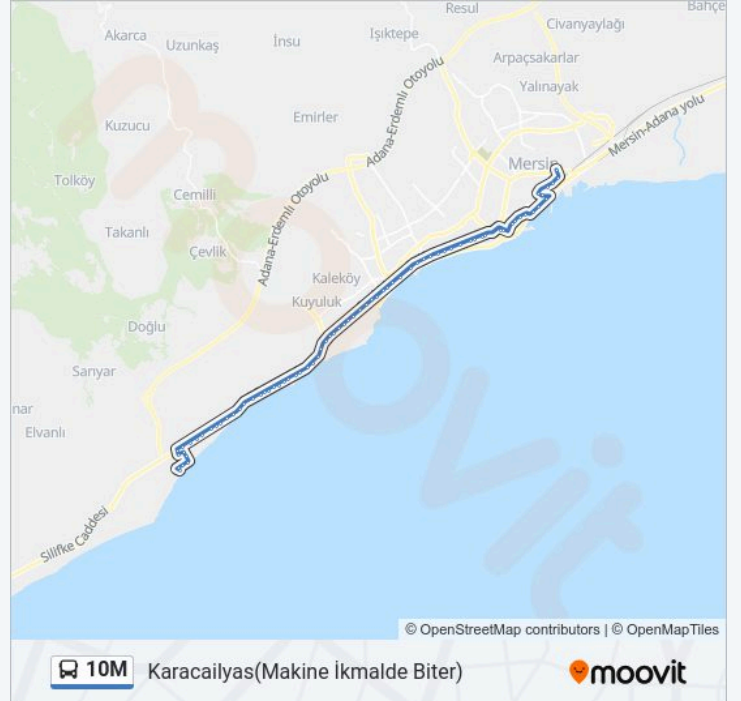 Resul
Bahçe
Akarca
Uzunkaş
İnsu
Işıktepe
Civanyaylağı
Arpaçsakarlar
Yalınayak
Adana-Erdemli Otoyolu
Mersin-Adana yolu
Kuzucu
Emirler
Mersin
Tolköy
Cemilli
Takanlı
Çevlik
Adana-Erdemli Otoyolu
Kaleköy
Kuyuluk
Doğlu
Sarıyar
nar
Elvanlı
Silifke Caddesi
moovit
© OpenStreetMap contributors | © OpenMapTiles
10M Karacailyas(Makine İkmalde Biter)
moovit